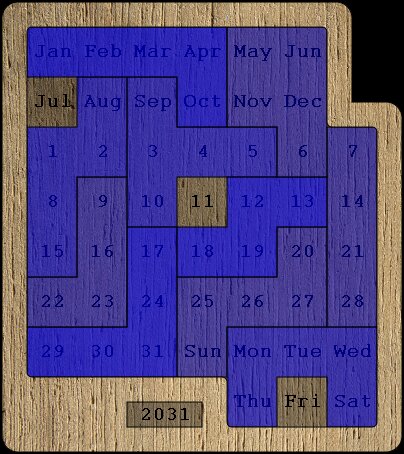 Jan Feb Mar Apr May Jun
Jul Aug Sep Oct Nov Dec
1 2 3 4 5 6 7
8 9 10 11 12 13 14
15 16 17 18 19 20 21
22 23 24 25 26 27 28
29 30 31 Sun Mon Tue Wed
Thu Fri Sat
2031